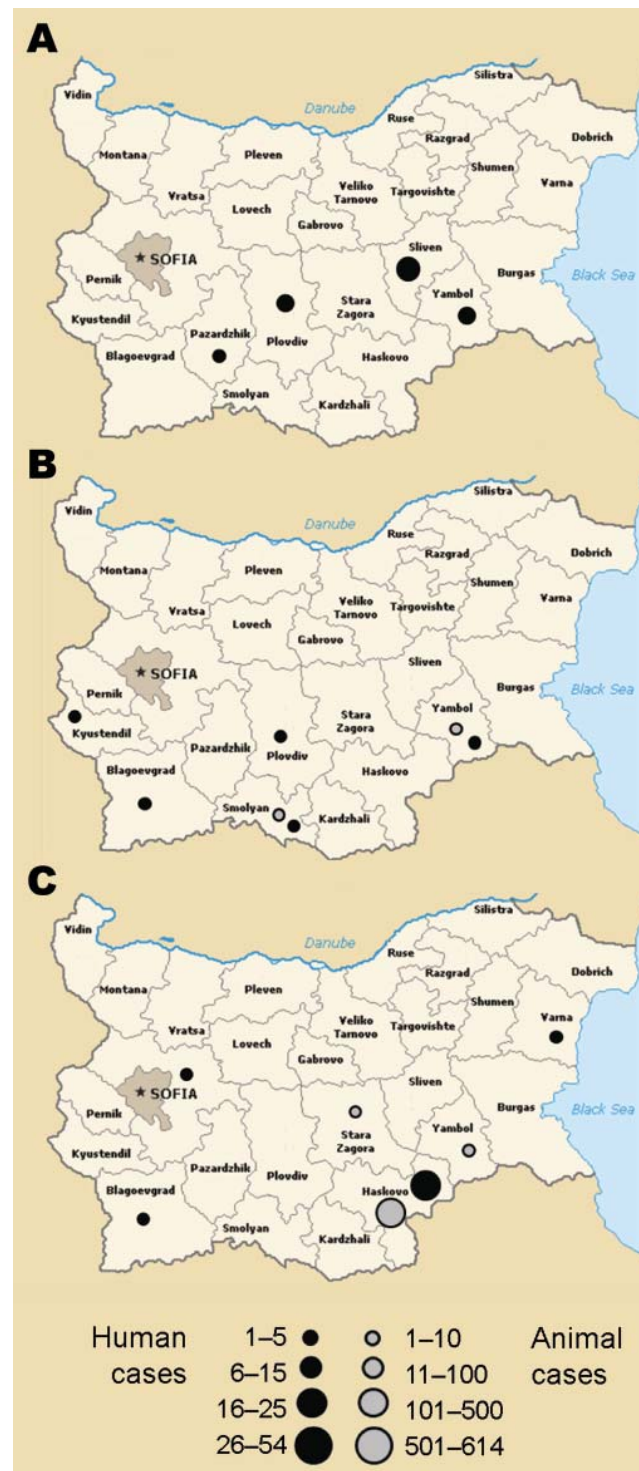 A
Silistra
Vidin
Danube
Ruse
Dobrich
Razgrad
Montana
Pleven
Shumen
Veliko
Tarnovo
Targovishte
Varna
Vratsa
Lovech
Gabrovo
Sliven
SOFIA
Burgas
Black Sea
Pernik
Yambol
Stara
Zagora
Kyustendil
Pazardzhik
Plovdiv
Blagoevgrad
Haskovo
Smolyan
Kardzhali
B
Silistra
Vidin
Danube
Ruse
Dobrich
Razgrad
Montana
Pleven
Shumen
Veliko
Tarnovo
Targovishte
Varna
Vratsa
Lovech
Gabrovo
Sliven
SOFIA
Burgas
Black Sea
Pernik
Yambol
Stara
Zagora
Kyustendil
Pazardzhik
Plovdiv
Blagoevgrad
Haskovo
Smolyan
Kardzhali
C
Silistra
Vidin
Danube
Ruse
Dobrich
Razgrad
Montana
Pleven
Shumen
Veliko
Tarnovo
Targovishte
Varna
Vratsa
Lovech
Gabrovo
Sliven
SOFIA
Burgas
Black Sea
Pernik
Yambol
Stara
Zagora
Kyustendil
Pazardzhik
Plovdiv
Blagoevgrad
Haskovo
Smolyan
Kardzhali
Human cases
1–5
6–15
16–25
26–54
1–10
11–100
101–500
501–614
Animal cases